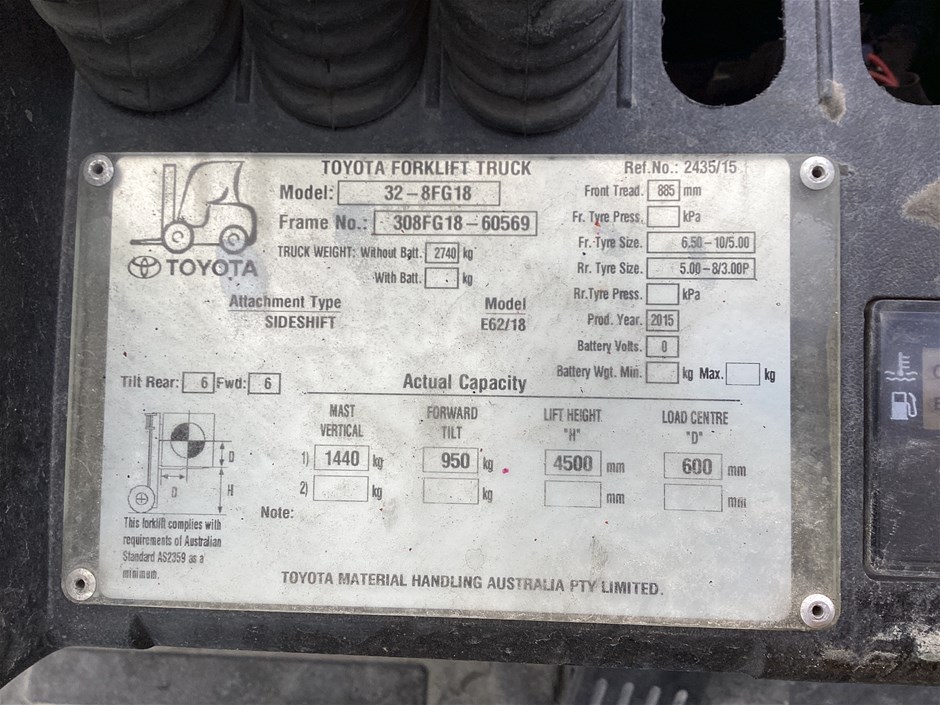 TOYOTA FORKLIFT TRUCK
Ref.No.: 2435/15
Model: 32-8FG18
Frame No.: 308FG18-60569
TRUCK WEIGHT: Without Batt. 2740 kg
With Batt. kg
TOYOTA
Front Tread. 885 mm
Fr. Tyre Press. kPa
Fr. Tyre Size. 6.50-10/5.00
Rr. Tyre Size. 5.00-8/3.00P
Rr. Tyre Press. kPa
Prod. Year. 2015
Battery Volts. 0
Battery Wgt. Min. kg Max. kg
Attachment Type Model
SIDESHIFT E62/18
Tilt Rear: 6 Fwd: 6
Actual Capacity
MAST VERTICAL
FORWARD TILT
LIFT HEIGHT "H"
LOAD CENTRE "D"
1) 1440 kg 950 kg 4500 mm 600 mm
2) kg kg mm mm
D
D H
Note:
This forklift complies with
requirements of Australian
Standard AS2359 as a
minimum.
TOYOTA MATERIAL HANDLING AUSTRALIA PTY LIMITED.